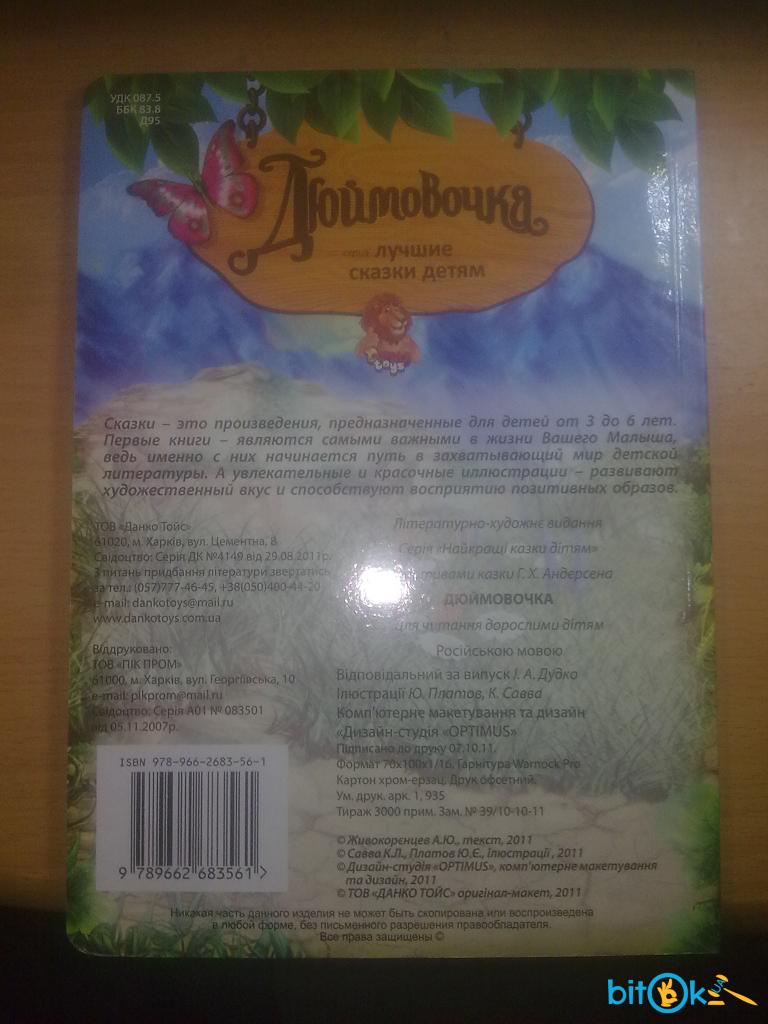 УДК 087.5
ББК 83.8
Д95
Дюймовочка
серия лучшие
сказки детям
toys
Сказки – это произведения, предназначенные для детей от 3 до 6 лет.
Первые книги – являются самыми важными в жизни Вашего Малыша,
ведь именно с них начинается путь в захватывающий мир детской
литературы. А увлекательные и красочные иллюстрации – развивают
художественный вкус и способствуют восприятию позитивных образов.
ТОВ «Данко Тойс»
61020, м. Харків, вул. Цементна, 8
Свідоцтво: Серія ДК №4149 від 29.08.2011р.
З питань придбання літератури звертатись
за тел.: (057)777-46-45, +38(050)400-44-20
e-mail: dankotoys@mail.ru
www.dankotoys.com.ua
Віддруковано:
ТОВ "ПІК ПРОМ"
61000, м. Харків, вул. Георгіївська, 10
e-mail: pikprom@mail.ru
Свідоцтво: Серія А01 № 083501
від 05.11.2007р.
Літературно-художнє видання
Серія «Найкращі казки дітям»
казки Г. Х. Андерсена
ДЮЙМОВОЧКА
Для читання дорослими дітям
Російською мовою
Відповідальний за випуск І. А. Дудко
Ілюстрації Ю. Платов, К. Савва
Комп'ютерне макетування та дизайн
«Дизайн-студія «OPTIMUS»
Підписано до друку 07.10.11.
Формат 70х100х1/16. Гарнітура Warnock Pro
Картон хром-ерзац. Друк офсетний.
Ум. друк. арк. 1, 935
Тираж 3000 прим. Зам. № 39/10-10-11
ISBN 978-966-2683-56-1
9 789662 683561 >
© Живокорєнцев А.Ю., текст, 2011
© Савва К.Л., Платов Ю.Є., ілюстрації , 2011
© Дизайн-студія «OPTIMUS», комп'ютерне макетування
та дизайн, 2011
© ТОВ «ДАНКО ТОЙС» оригінал-макет, 2011
Никакая часть данного издания не может быть скопирована или воспроизведена
в любой форме, без письменного разрешения правообладателя.
Все права защищены ©
bitOk UA